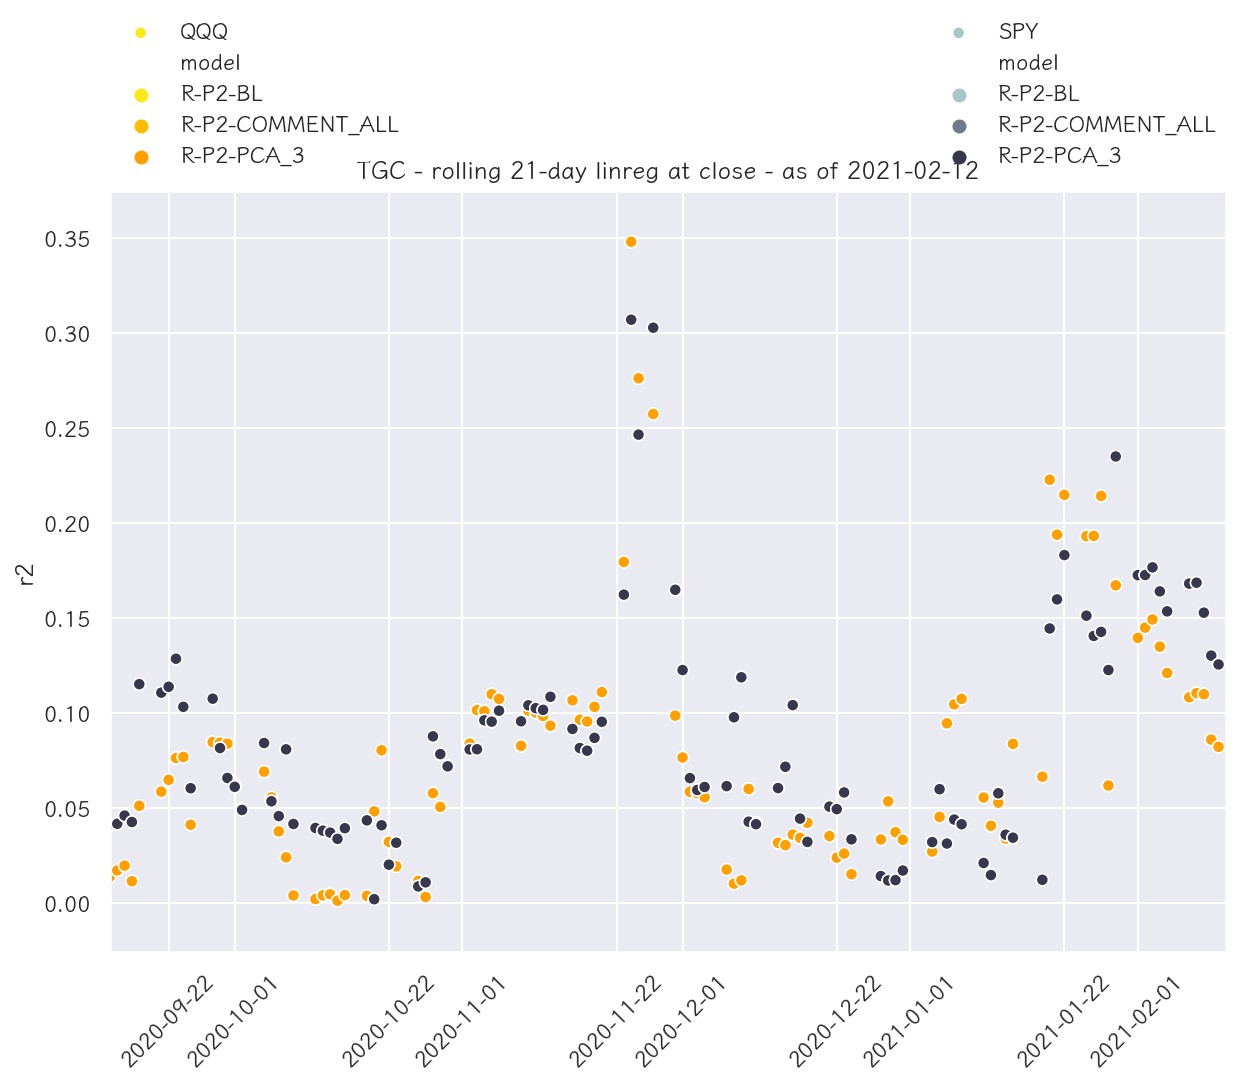 QQQ
model
R-P2-BL
R-P2-COMMENT_ALL
R-P2-PCA_3
SPY
model
R-P2-BL
R-P2-COMMENT_ALL
R-P2-PCA_3
TGC - rolling 21-day linreg at close - as of 2021-02-12
0.35
0.30
0.25
0.20
0.15
0.10
0.05
0.00
r2
2020-09-22
2020-10-01
2020-10-22
2020-11-01
2020-11-22
2020-12-01
2020-12-22
2021-01-01
2021-01-22
2021-02-01